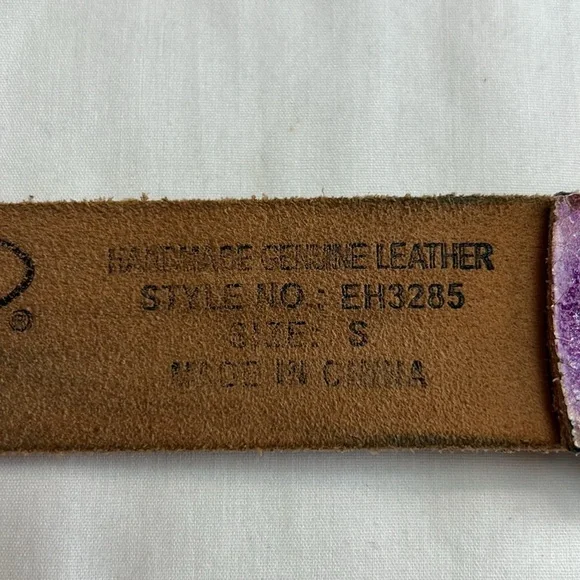 HANDMADE GENUINE LEATHER
STYLE NO.: EH3285
SIZE: S
MADE IN CHINA
®